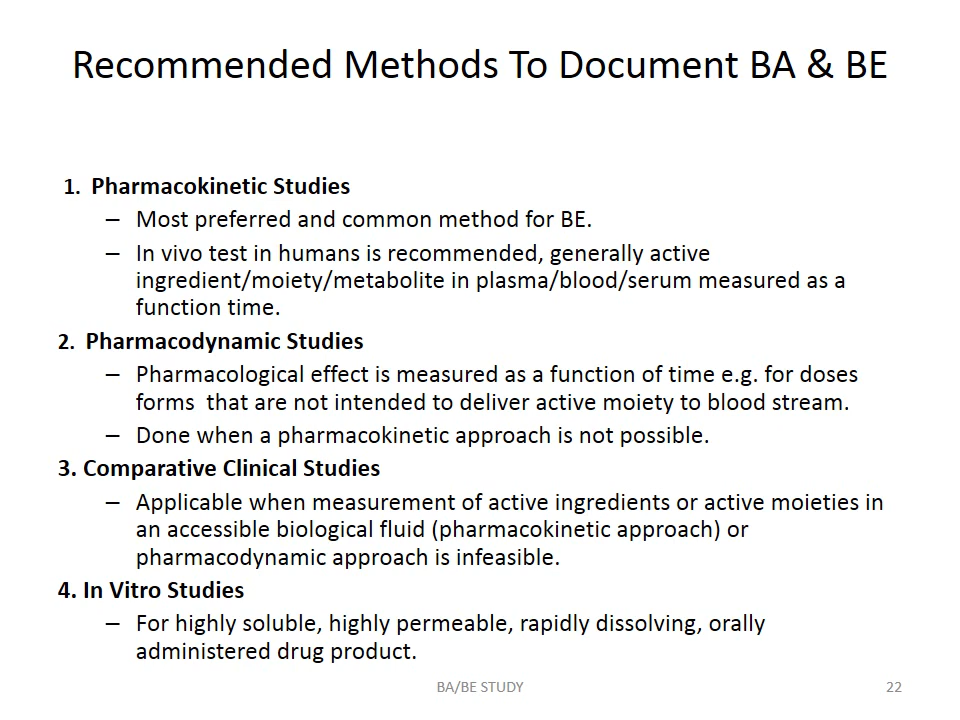 Recommended Methods To Document BA & BE
1. Pharmacokinetic Studies
– Most preferred and common method for BE.
– In vivo test in humans is recommended, generally active
ingredient/moiety/metabolite in plasma/blood/serum measured as a
function time.
2. Pharmacodynamic Studies
– Pharmacological effect is measured as a function of time e.g. for doses
forms that are not intended to deliver active moiety to blood stream.
– Done when a pharmacokinetic approach is not possible.
3. Comparative Clinical Studies
– Applicable when measurement of active ingredients or active moieties in
an accessible biological fluid (pharmacokinetic approach) or
pharmacodynamic approach is infeasible.
4. In Vitro Studies
– For highly soluble, highly permeable, rapidly dissolving, orally
administered drug product.
BA/BE STUDY
22